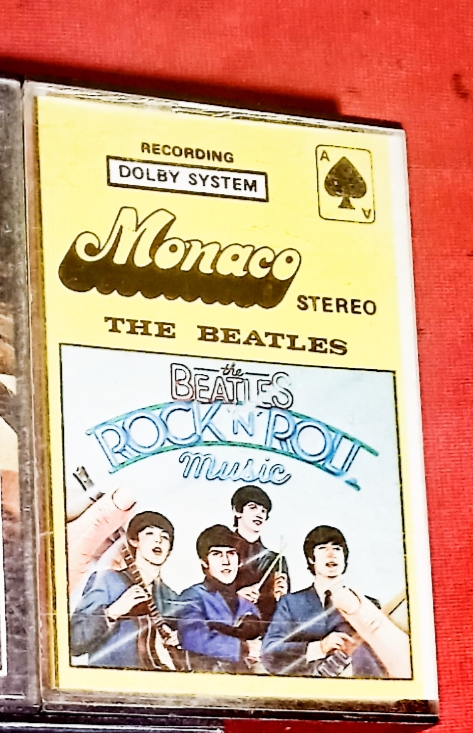 RECORDING
DOLBY SYSTEM
A
A
Monaco
STEREO
THE BEATLES
the
BEATLES
ROCK 'N' ROLL
music